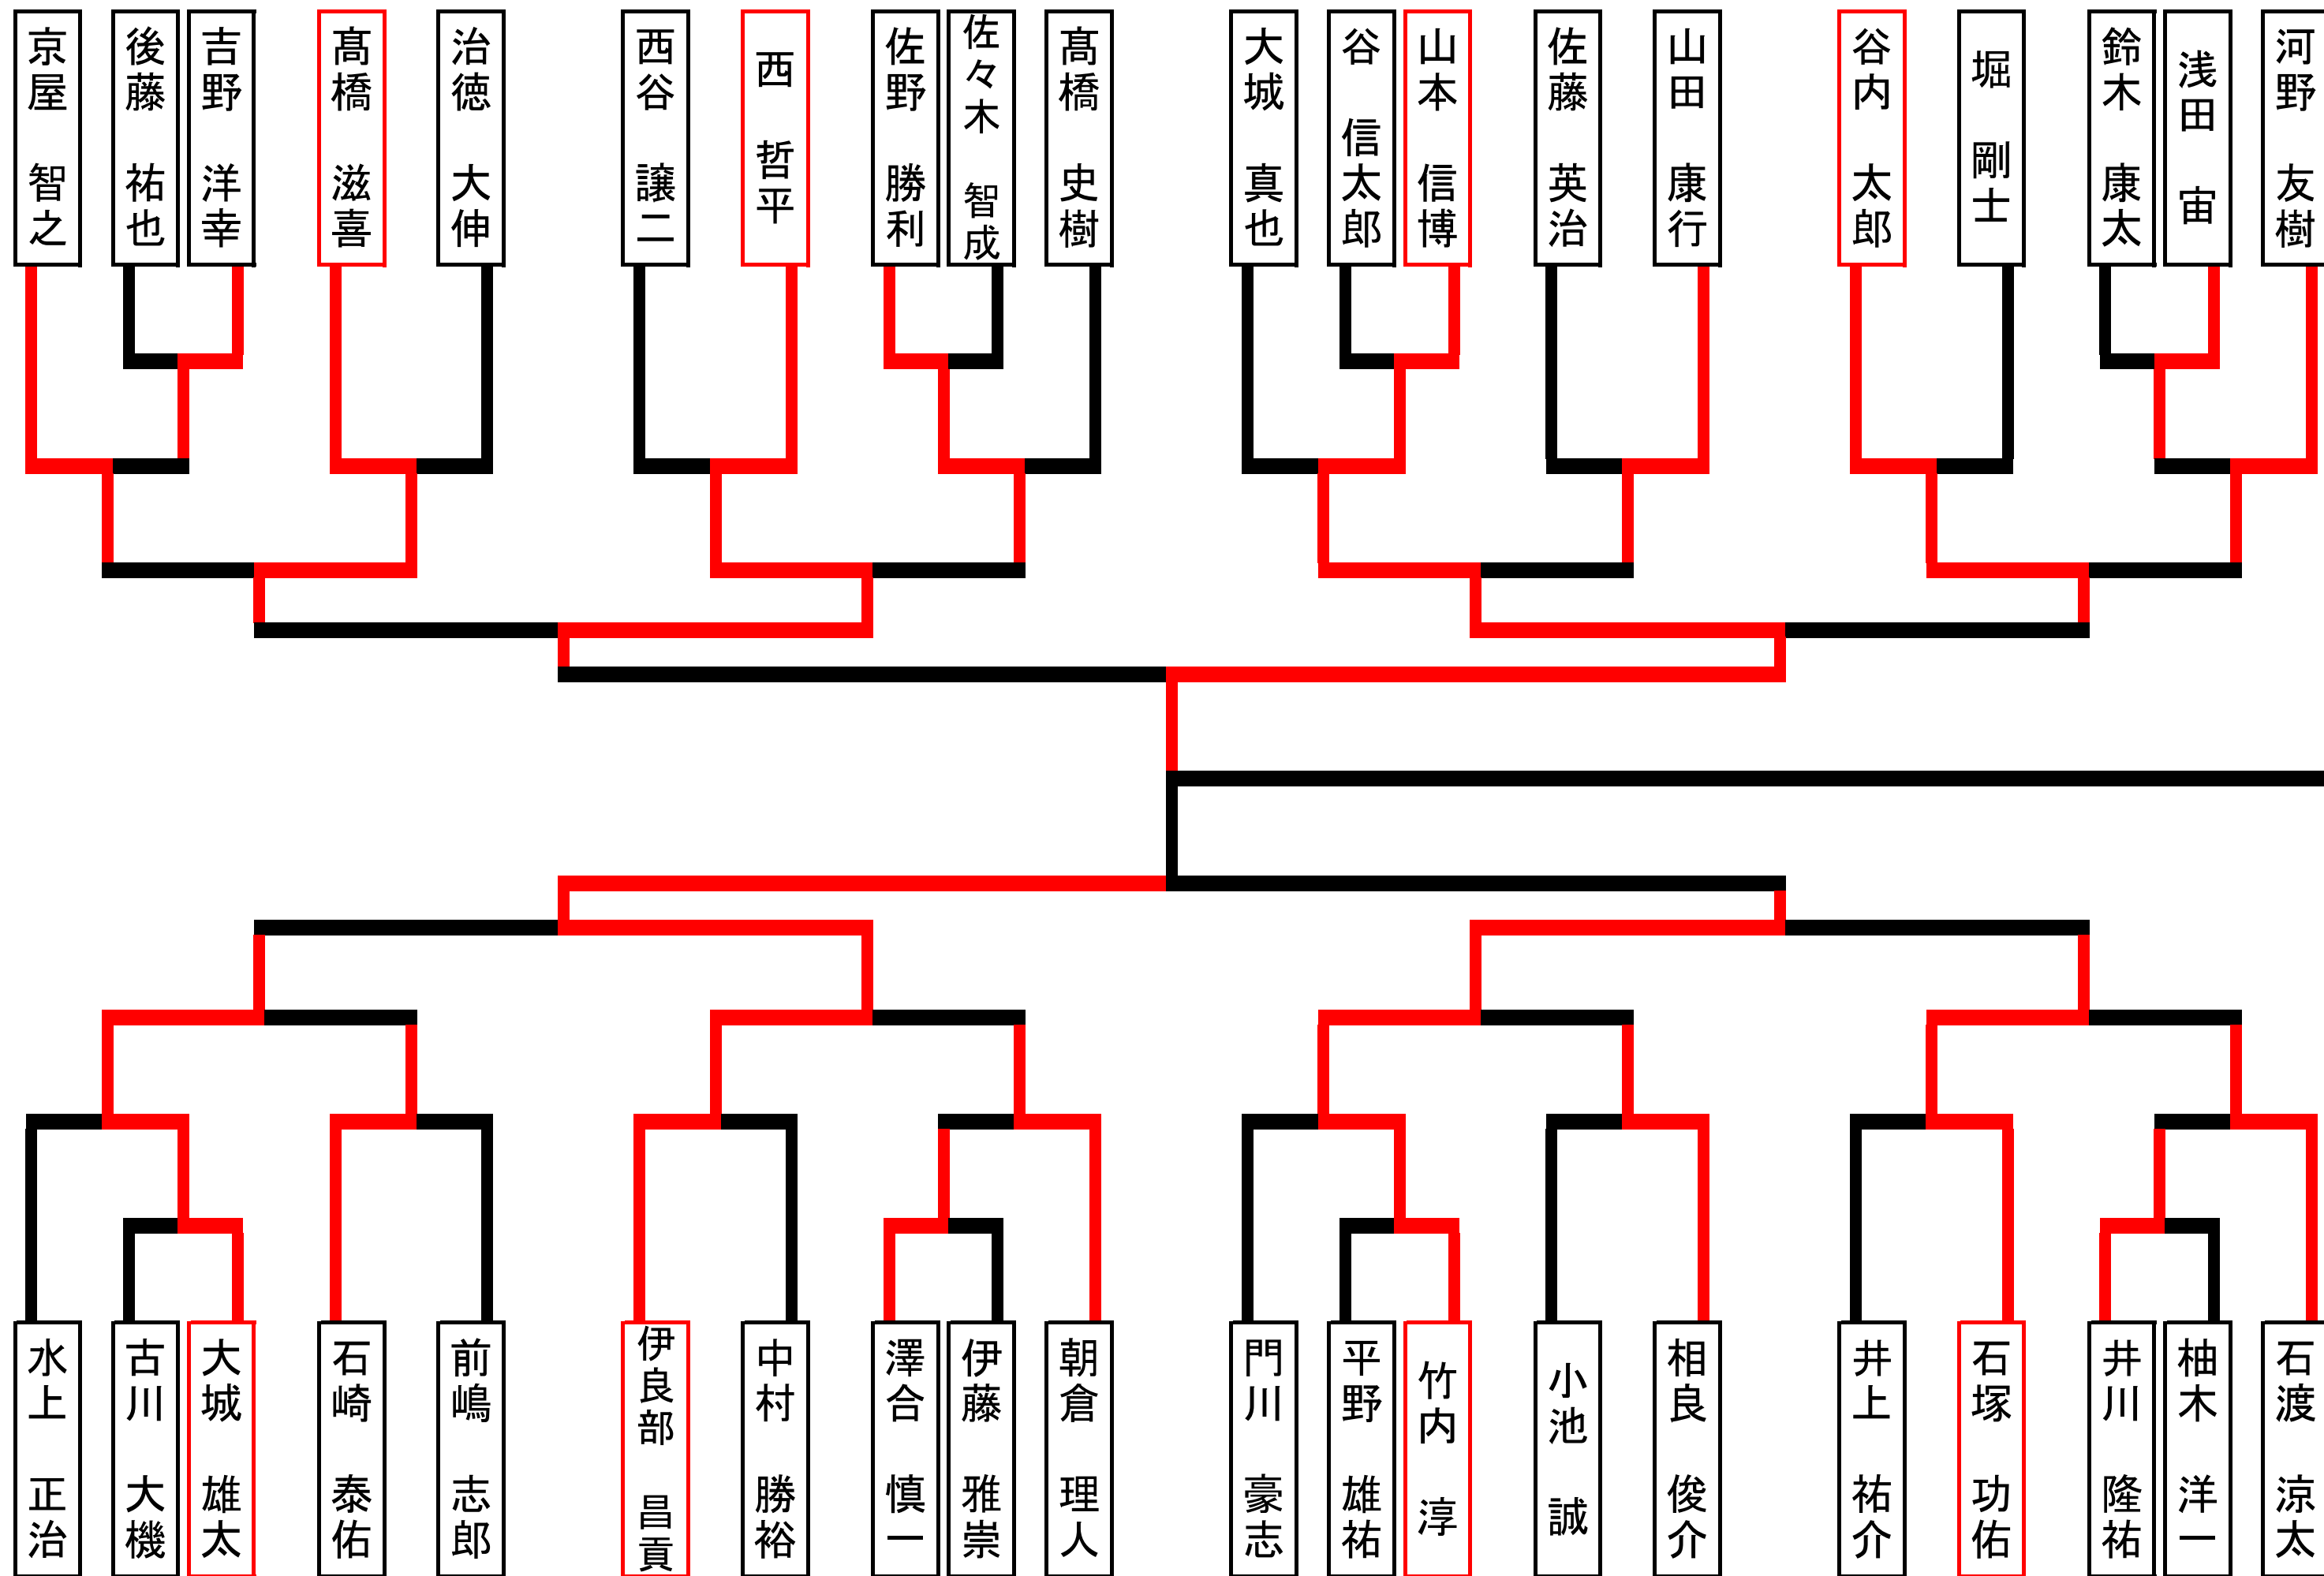 京屋 智之
後藤 祐也
吉野 洋幸
髙橋 滋喜
治徳 大伸
西谷 譲二
西 哲平
佐野 勝利
佐々木 智成
髙橋 史樹
大城 真也
谷 信太郎
山本 信博
佐藤 英治
山田 康行
谷内 太郎
堀 剛士
鈴木 康太
浅田 宙
河野 友樹
水上 正治
古川 大機
大城 雄太
石崎 泰佑
前嶋 志郎
伊良部 昌貢
中村 勝裕
澤合 慎一
伊藤 雅崇
朝倉 理人
門川 豪志
平野 雄祐
竹内 淳
小池 誠
相良 俊介
井上 祐介
石塚 功佑
井川 隆祐
柚木 洋一
石渡 涼太